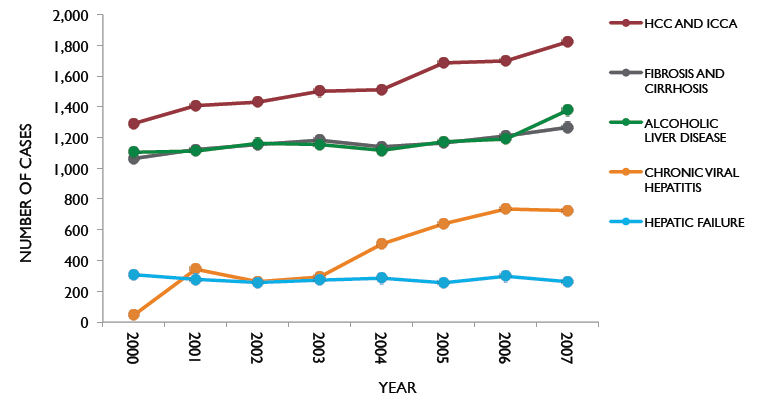 2,000
1,800
1,600
1,400
1,200
1,000
800
600
400
200
0
NUMBER OF CASES
2000
2001
2002
2003
2004
2005
2006
2007
YEAR
HCC AND ICCA
FIBROSIS AND
CIRRHOSIS
ALCOHOLIC
LIVER DISEASE
CHRONIC VIRAL
HEPATITIS
HEPATIC FAILURE